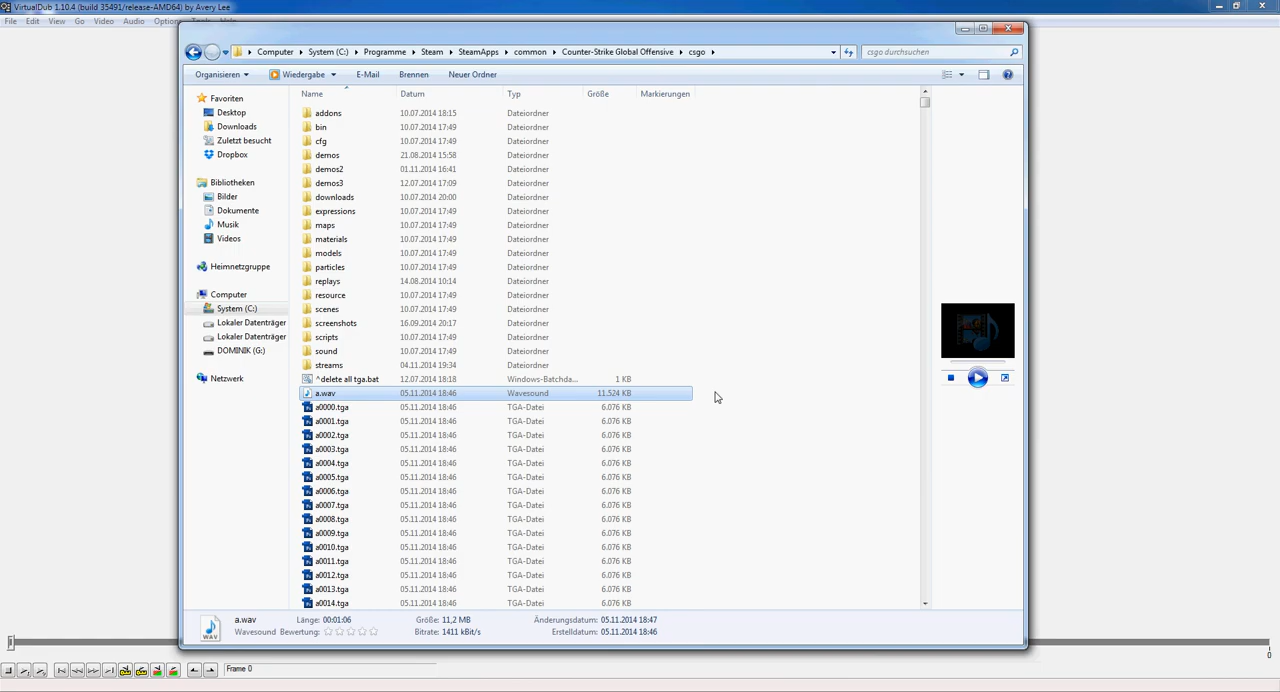 VirtualDub 1.10.4 (build 35491/release-AMD64) by Avery Lee
File Edit View Go Video Audio Options Tools Help
Computer System (C:) Programme Steam SteamApps common Counter-Strike Global Offensive csgo
csgo durchsuchen
Organisieren Wiedergabe E-Mail Brennen Neuer Ordner
Name Datum Typ Größe Markierungen
Favoriten
Desktop
Downloads
Zuletzt besucht
Dropbox
Bibliotheken
Bilder
Dokumente
Musik
Videos
Heimnetzgruppe
Computer
System (C:)
Lokaler Datenträger
Lokaler Datenträger
DOMINIK (G:)
Netzwerk
addons 10.07.2014 18:15 Dateiordner
bin 10.07.2014 17:49 Dateiordner
cfg 10.07.2014 17:49 Dateiordner
demos 21.08.2014 15:58 Dateiordner
demos2 01.11.2014 16:41 Dateiordner
demos3 12.07.2014 17:09 Dateiordner
downloads 10.07.2014 20:00 Dateiordner
expressions 10.07.2014 17:49 Dateiordner
maps 10.07.2014 17:49 Dateiordner
materials 10.07.2014 17:49 Dateiordner
models 10.07.2014 17:49 Dateiordner
particles 10.07.2014 17:49 Dateiordner
replays 14.08.2014 10:14 Dateiordner
resource 10.07.2014 17:49 Dateiordner
scenes 10.07.2014 17:49 Dateiordner
screenshots 16.09.2014 20:17 Dateiordner
scripts 10.07.2014 17:49 Dateiordner
sound 10.07.2014 17:49 Dateiordner
streams 04.11.2014 19:34 Dateiordner
^delete all tga.bat 12.07.2014 18:18 Windows-Batchda... 1 KB
a.wav 05.11.2014 18:46 Wavesound 11.524 KB
a0000.tga 05.11.2014 18:46 TGA-Datei 6.076 KB
a0001.tga 05.11.2014 18:46 TGA-Datei 6.076 KB
a0002.tga 05.11.2014 18:46 TGA-Datei 6.076 KB
a0003.tga 05.11.2014 18:46 TGA-Datei 6.076 KB
a0004.tga 05.11.2014 18:46 TGA-Datei 6.076 KB
a0005.tga 05.11.2014 18:46 TGA-Datei 6.076 KB
a0006.tga 05.11.2014 18:46 TGA-Datei 6.076 KB
a0007.tga 05.11.2014 18:46 TGA-Datei 6.076 KB
a0008.tga 05.11.2014 18:46 TGA-Datei 6.076 KB
a0009.tga 05.11.2014 18:46 TGA-Datei 6.076 KB
a0010.tga 05.11.2014 18:46 TGA-Datei 6.076 KB
a0011.tga 05.11.2014 18:46 TGA-Datei 6.076 KB
a0012.tga 05.11.2014 18:46 TGA-Datei 6.076 KB
a0013.tga 05.11.2014 18:46 TGA-Datei 6.076 KB
a0014.tga 05.11.2014 18:46 TGA-Datei 6.076 KB
a.wav Länge: 00:01:06 Größe: 11,2 MB Änderungsdatum: 05.11.2014 18:47
Wavesound Bewertung: Bitrate: 1411 kBit/s Erstelldatum: 05.11.2014 18:46
WAV
0
Frame 0